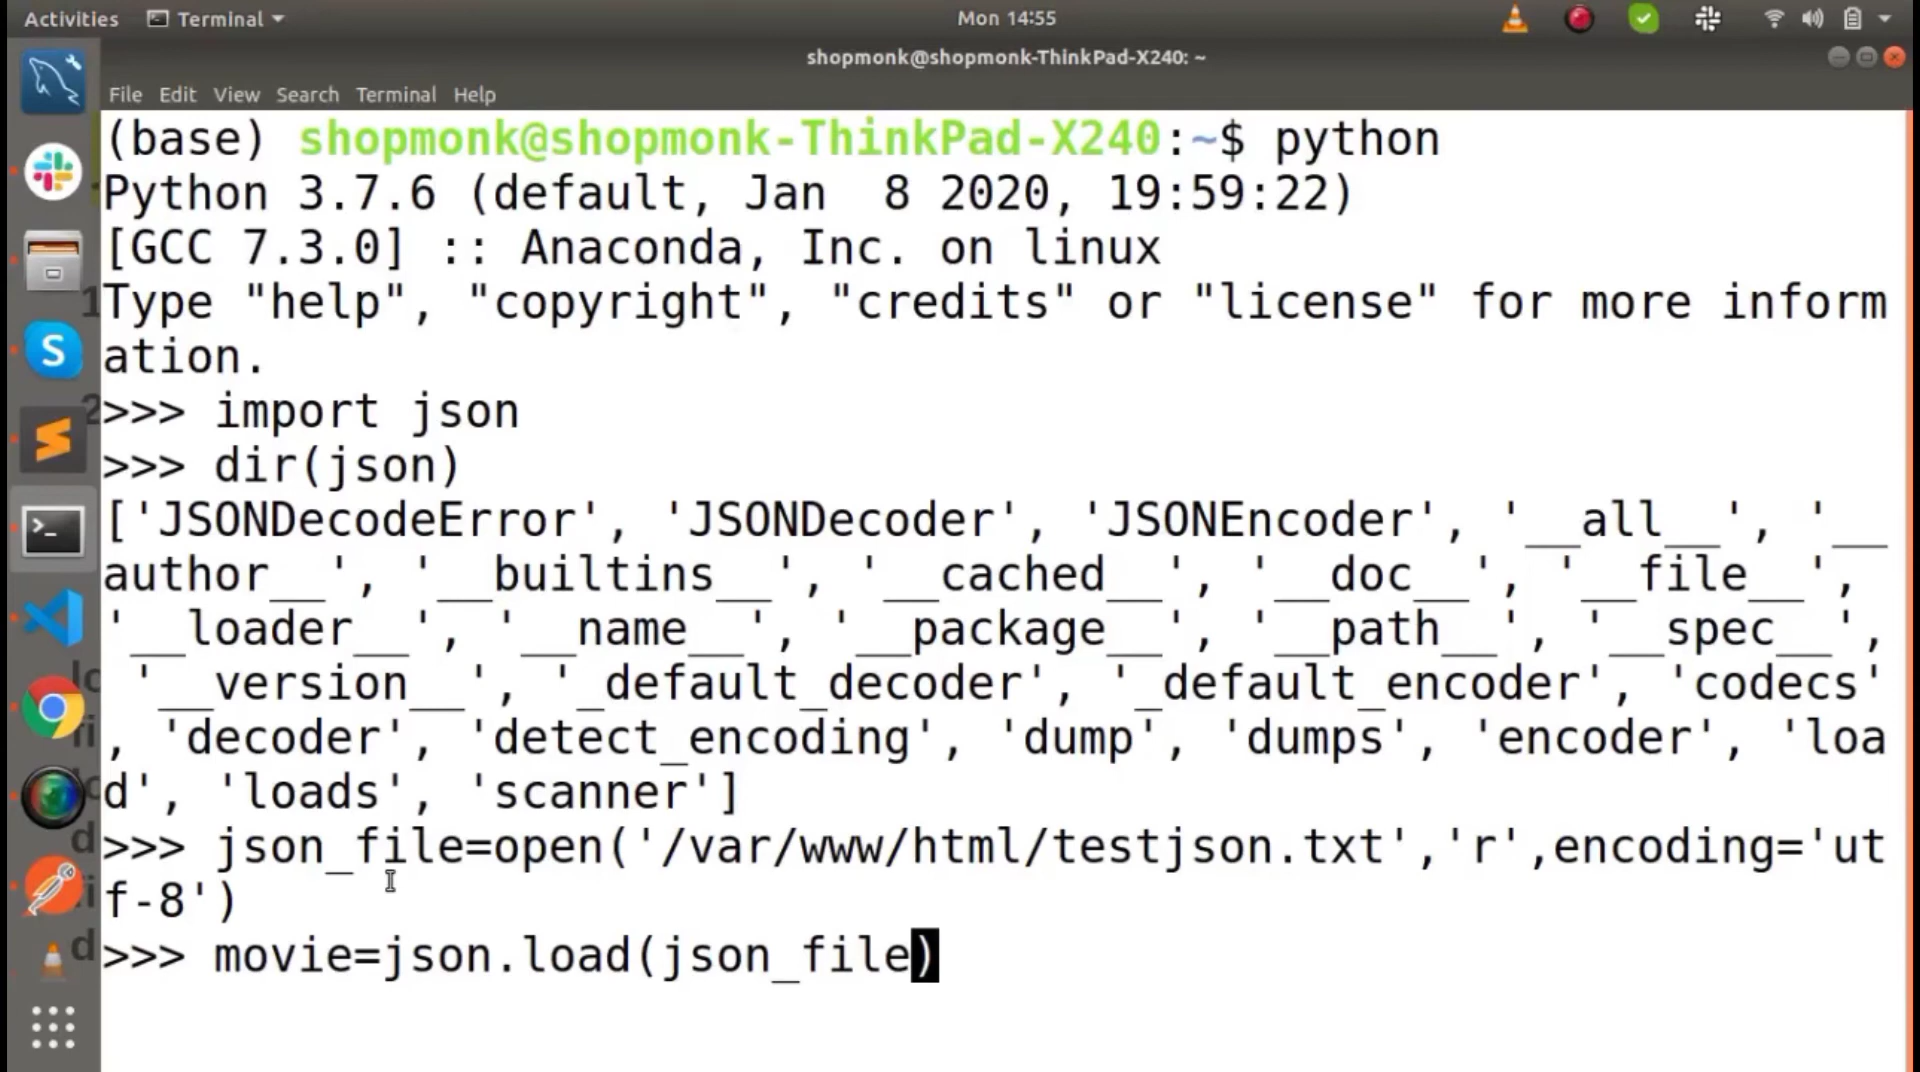 Activities Terminal Mon 14:55
shopmonk@shopmonk-ThinkPad-X240: ~
File Edit View Search Terminal Help
(base) shopmonk@shopmonk-ThinkPad-X240:~$ python
Python 3.7.6 (default, Jan  8 2020, 19:59:22)
[GCC 7.3.0] :: Anaconda, Inc. on linux
Type "help", "copyright", "credits" or "license" for more inform
ation.
>>> import json
>>> dir(json)
['JSONDecodeError', 'JSONDecoder', 'JSONEncoder', '__all__', '__
author__', '__builtins__', '__cached__', '__doc__', '__file__',
'__loader__', '__name__', '__package__', '__path__', '__spec__',
 '__version__', '_default_decoder', '_default_encoder', 'codecs'
, 'decoder', 'detect_encoding', 'dump', 'dumps', 'encoder', 'loa
d', 'loads', 'scanner']
>>> json_file=open('/var/www/html/testjson.txt','r',encoding='ut
f-8')
>>> movie=json.load(json_file)